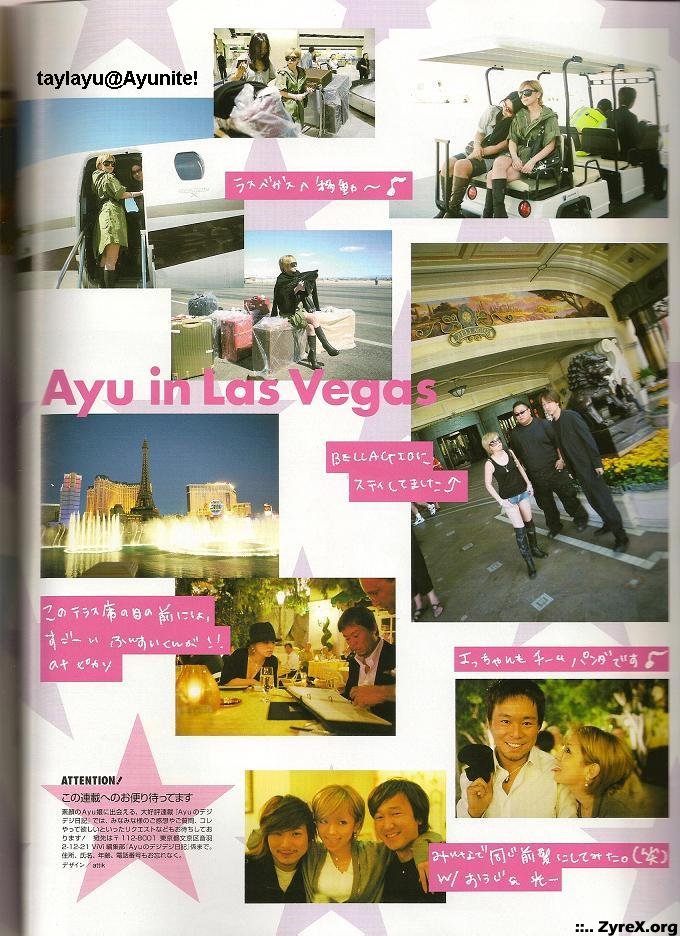 taylayu@Ayunite!
ラスベガスへ移動〜♪
Ayu in Las Vegas
BELLAGIOに
ステイしてました↑
このテラス席の目の前には、
すごーい ふんすいくんが!!
at ピカソ
エっちゃんも チーム パンダです♪
ATTENTION!
この連載へのお便り待ってます
素顔のAyu姫に出会える、大好評連載「Ayuのデジ
デジ日記」では、みなみな様のご感想やご質問、コレ
やって欲しいといったリクエストなどもお待ちしてお
ります♪ 宛先は〒112-8001 東京都文京区音羽
2-12-21 ViVi 編集部「Ayuのデジデジ日記」係まで。
住所、氏名、年齢、電話番号もお忘れなく。
デザイン/attik
みんなで同じ前髪にしてみた。(笑)
w/ おうじ & 光一
::.. ZyreX.org